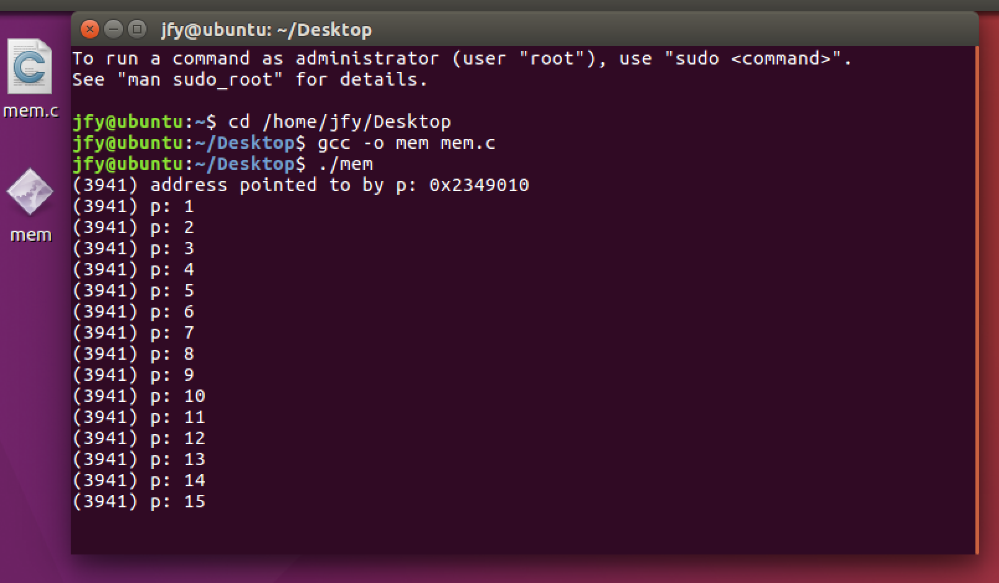 jfy@ubuntu: ~/Desktop
mem.c
mem
To run a command as administrator (user "root"), use "sudo <command>".
See "man sudo_root" for details.
jfy@ubuntu:~$ cd /home/jfy/Desktop
jfy@ubuntu:~/Desktop$ gcc -o mem mem.c
jfy@ubuntu:~/Desktop$ ./mem
(3941) address pointed to by p: 0x2349010
(3941) p: 1
(3941) p: 2
(3941) p: 3
(3941) p: 4
(3941) p: 5
(3941) p: 6
(3941) p: 7
(3941) p: 8
(3941) p: 9
(3941) p: 10
(3941) p: 11
(3941) p: 12
(3941) p: 13
(3941) p: 14
(3941) p: 15